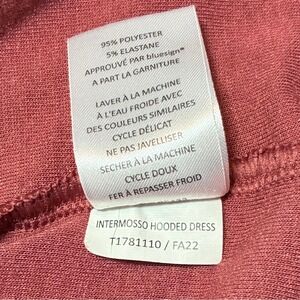 95% POLYESTER
5% ELASTANE
APPROUVÉ PAR bluesign®
A PART LA GARNITURE
LAVER À LA MACHINE
À L'EAU FROIDE AVEC
DES COULEURS SIMILAIRES
CYCLE DÉLICAT
NE PAS JAVELLISER
SECHER À LA MACHINE
CYCLE DOUX
FER À REPASSER FROID
INTERMOSSO HOODED DRESS
T1781110 / FA22